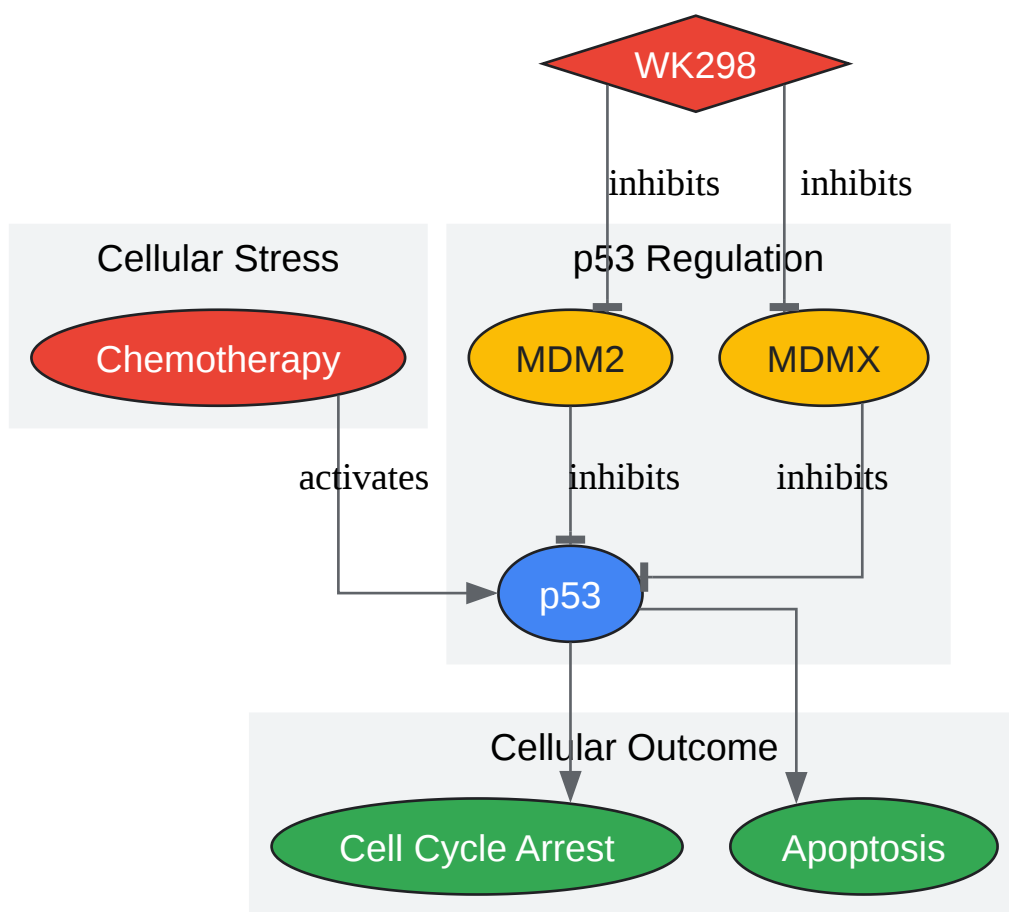 WK298
inhibits
inhibits
Cellular Stress
p53 Regulation
Chemotherapy
MDM2
MDMX
activates
inhibits
inhibits
p53
Cellular Outcome
Cell Cycle Arrest
Apoptosis